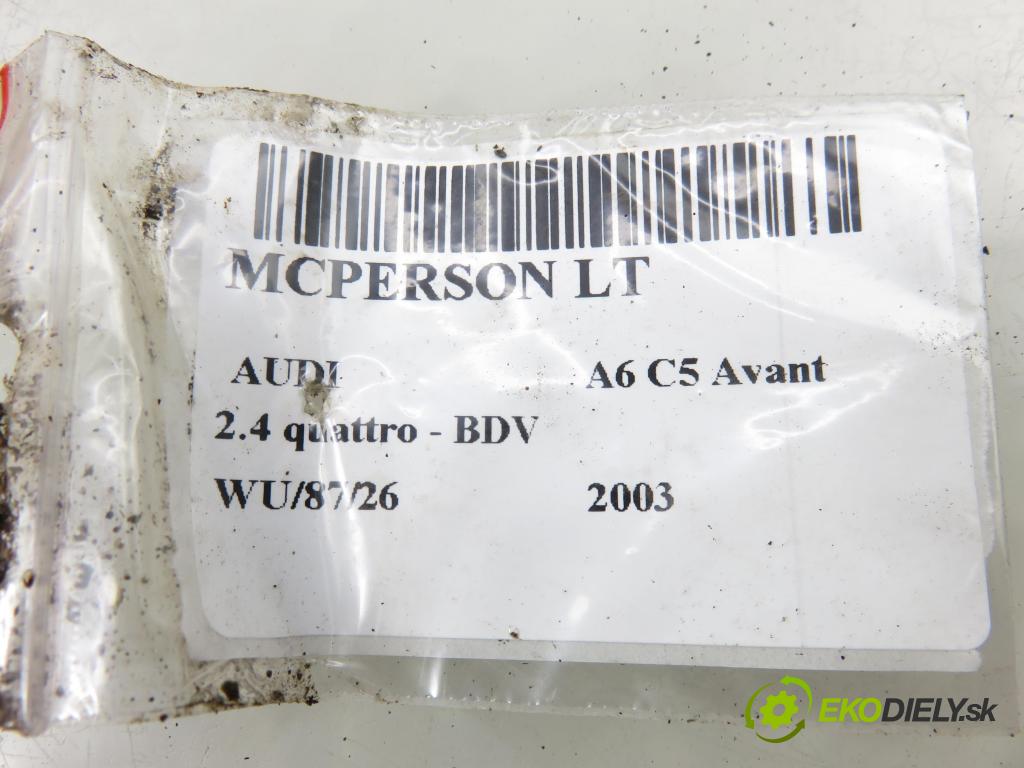 MCPERSON LT
AUDI A6 C5 Avant
2.4 quattro - BDV
WU/87/26 2003
EKODIELY.sk